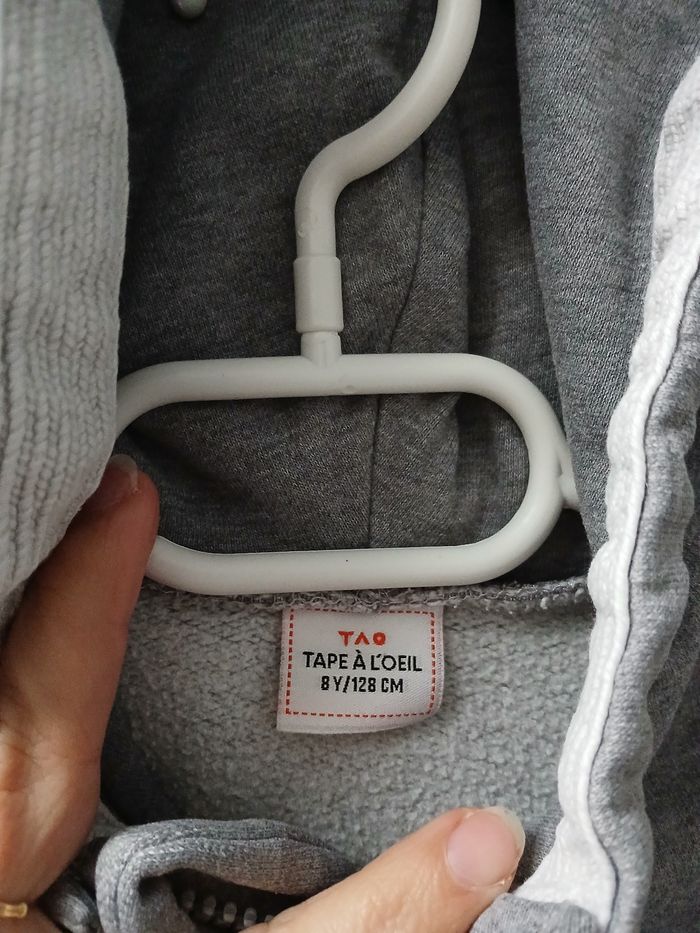 TAO
TAPE À L'OEIL
8 Y/128 CM